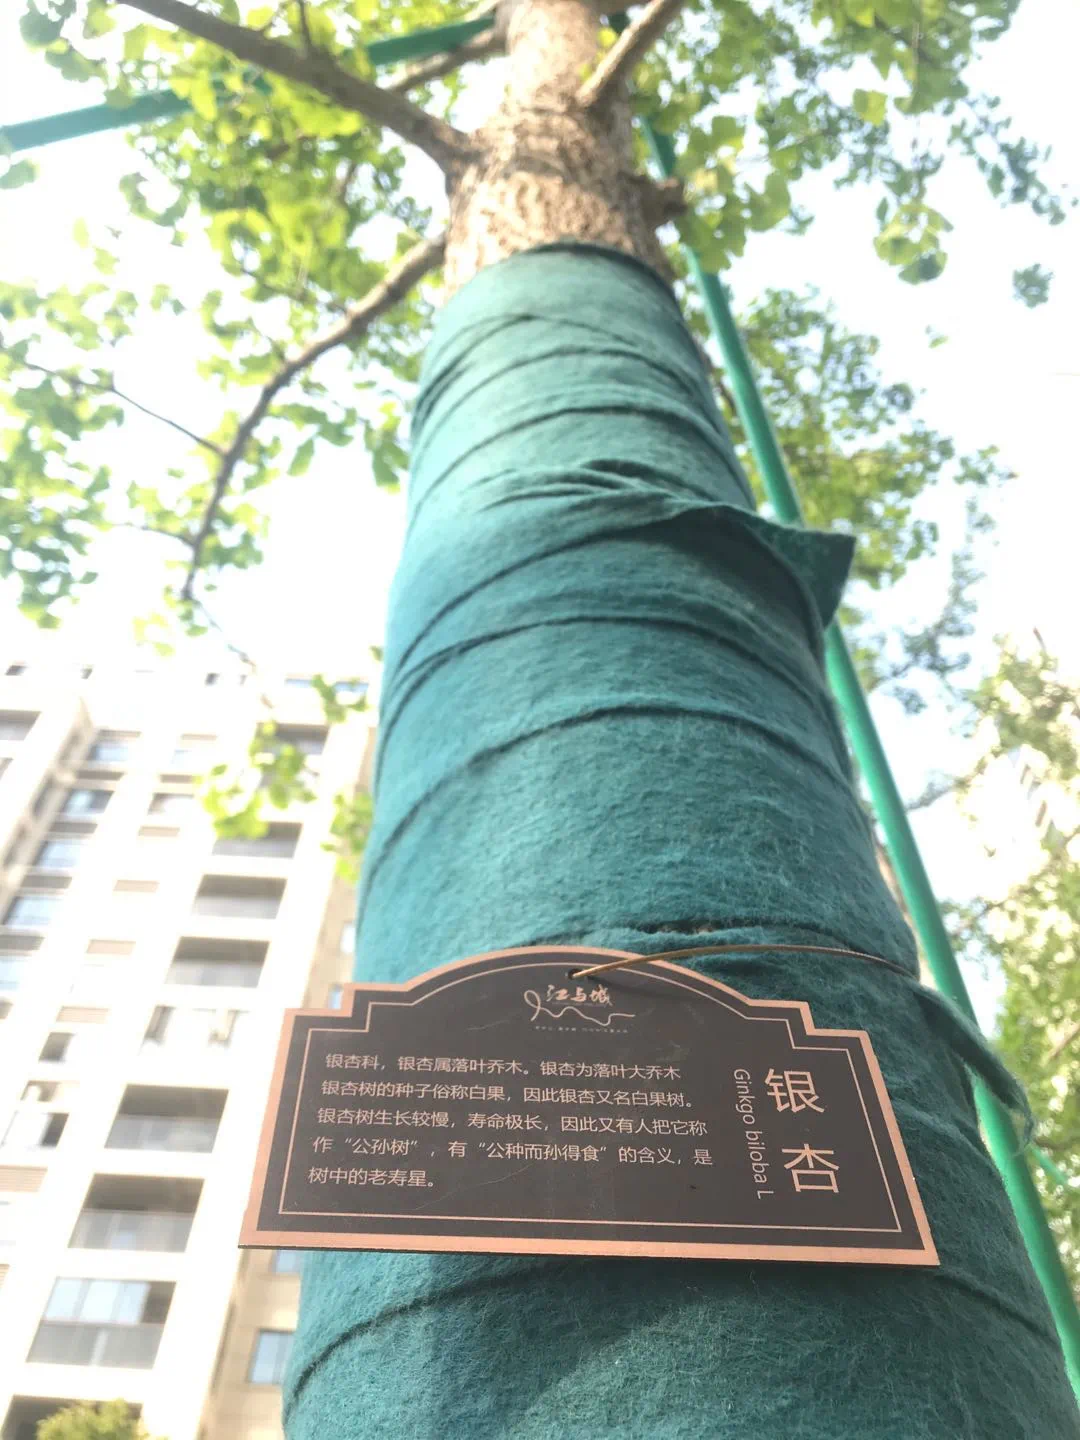 江与城
银杏科，银杏属落叶乔木。银杏为落叶大乔木
银杏树的种子俗称白果，因此银杏又名白果树。
银杏树生长较慢，寿命极长，因此又有人把它称
作“公孙树”，有“公种而孙得食”的含义，是
树中的老寿星。
银杏
Ginkgo biloba L